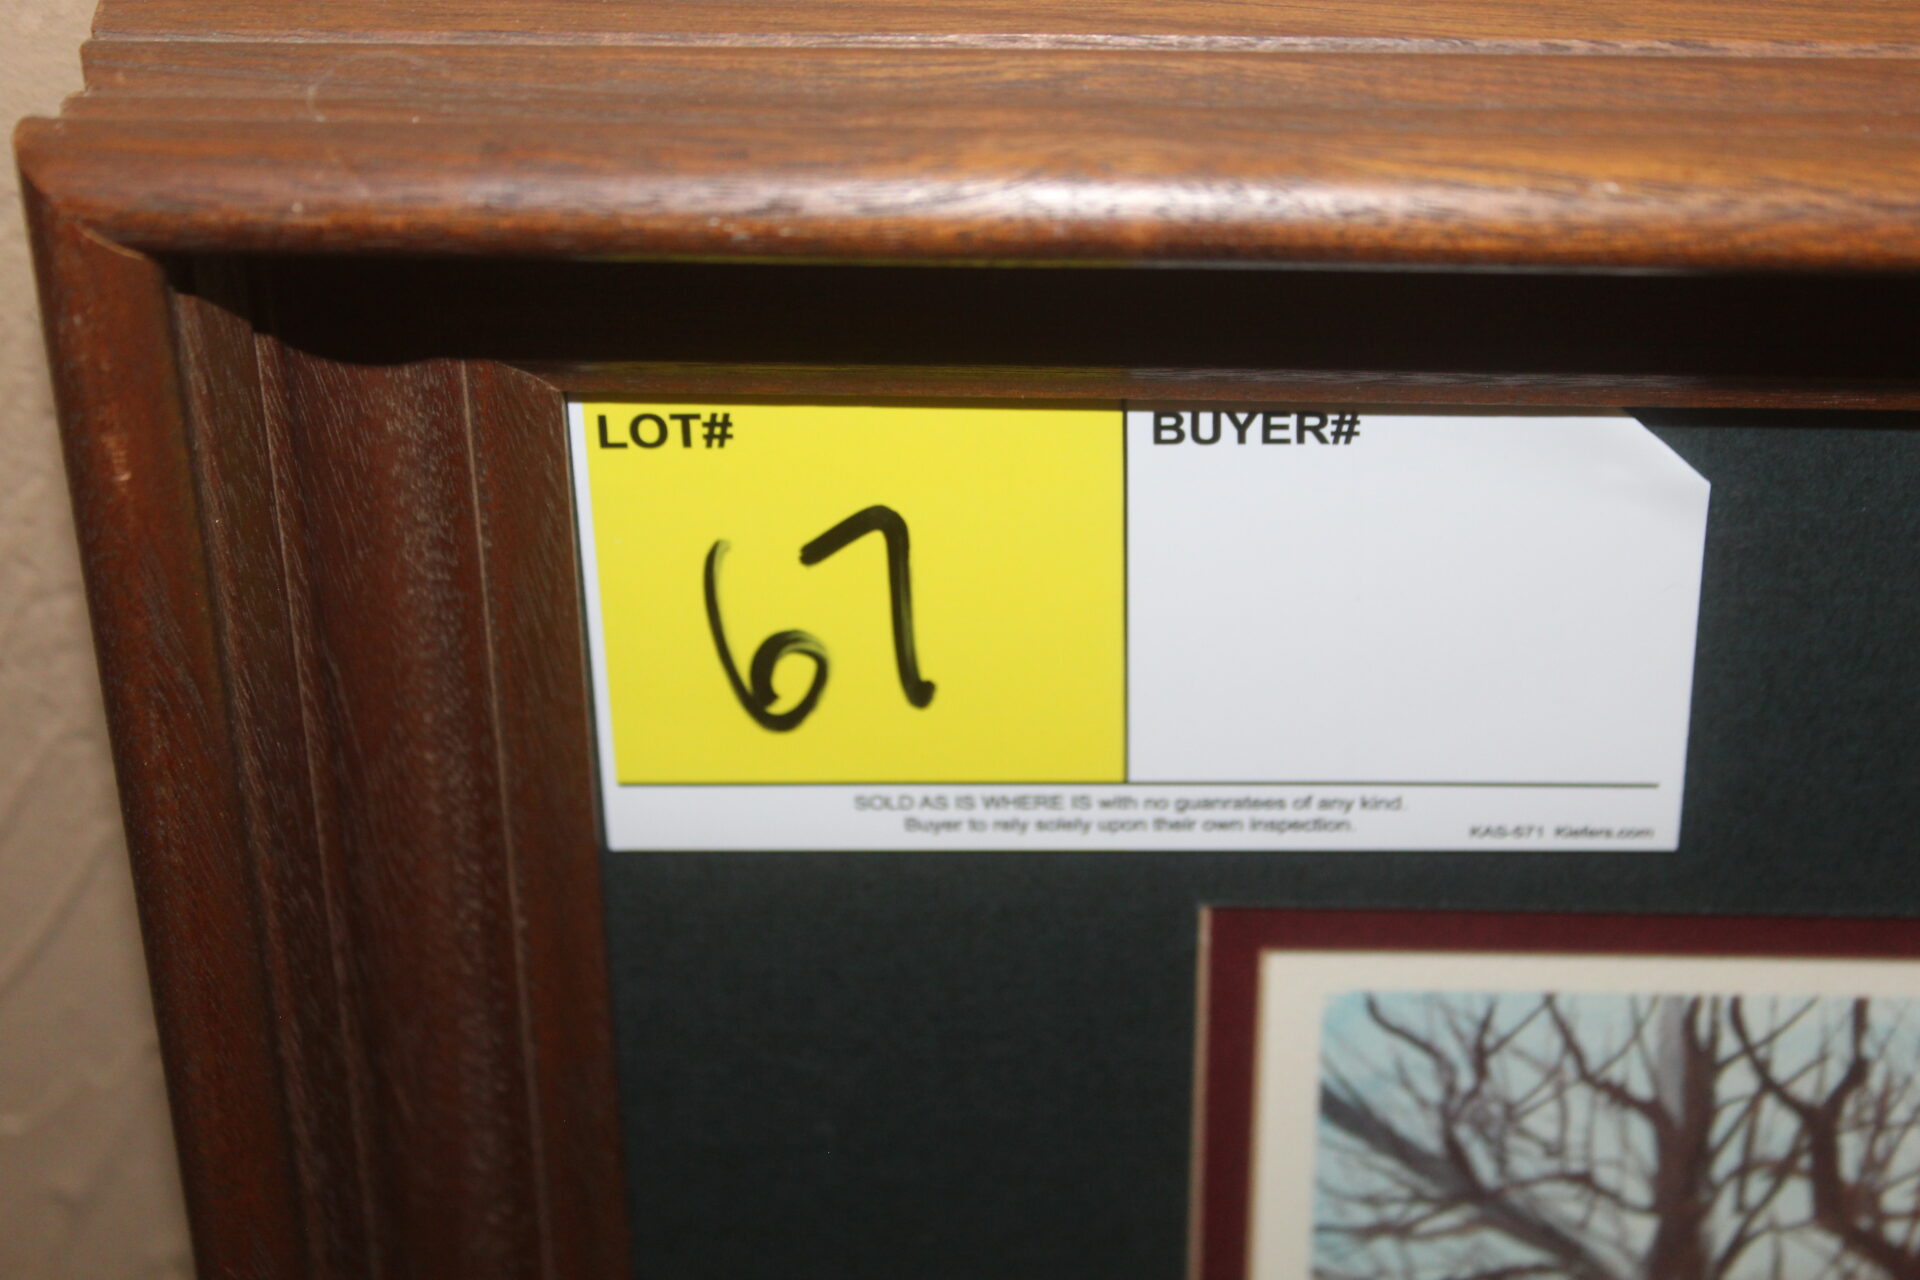 LOT# BUYER#
67
SOLD AS IS WHERE IS with no guanratees of any kind.
Buyer to rely solely upon their own inspection.
KAS-571 Kiefers.com